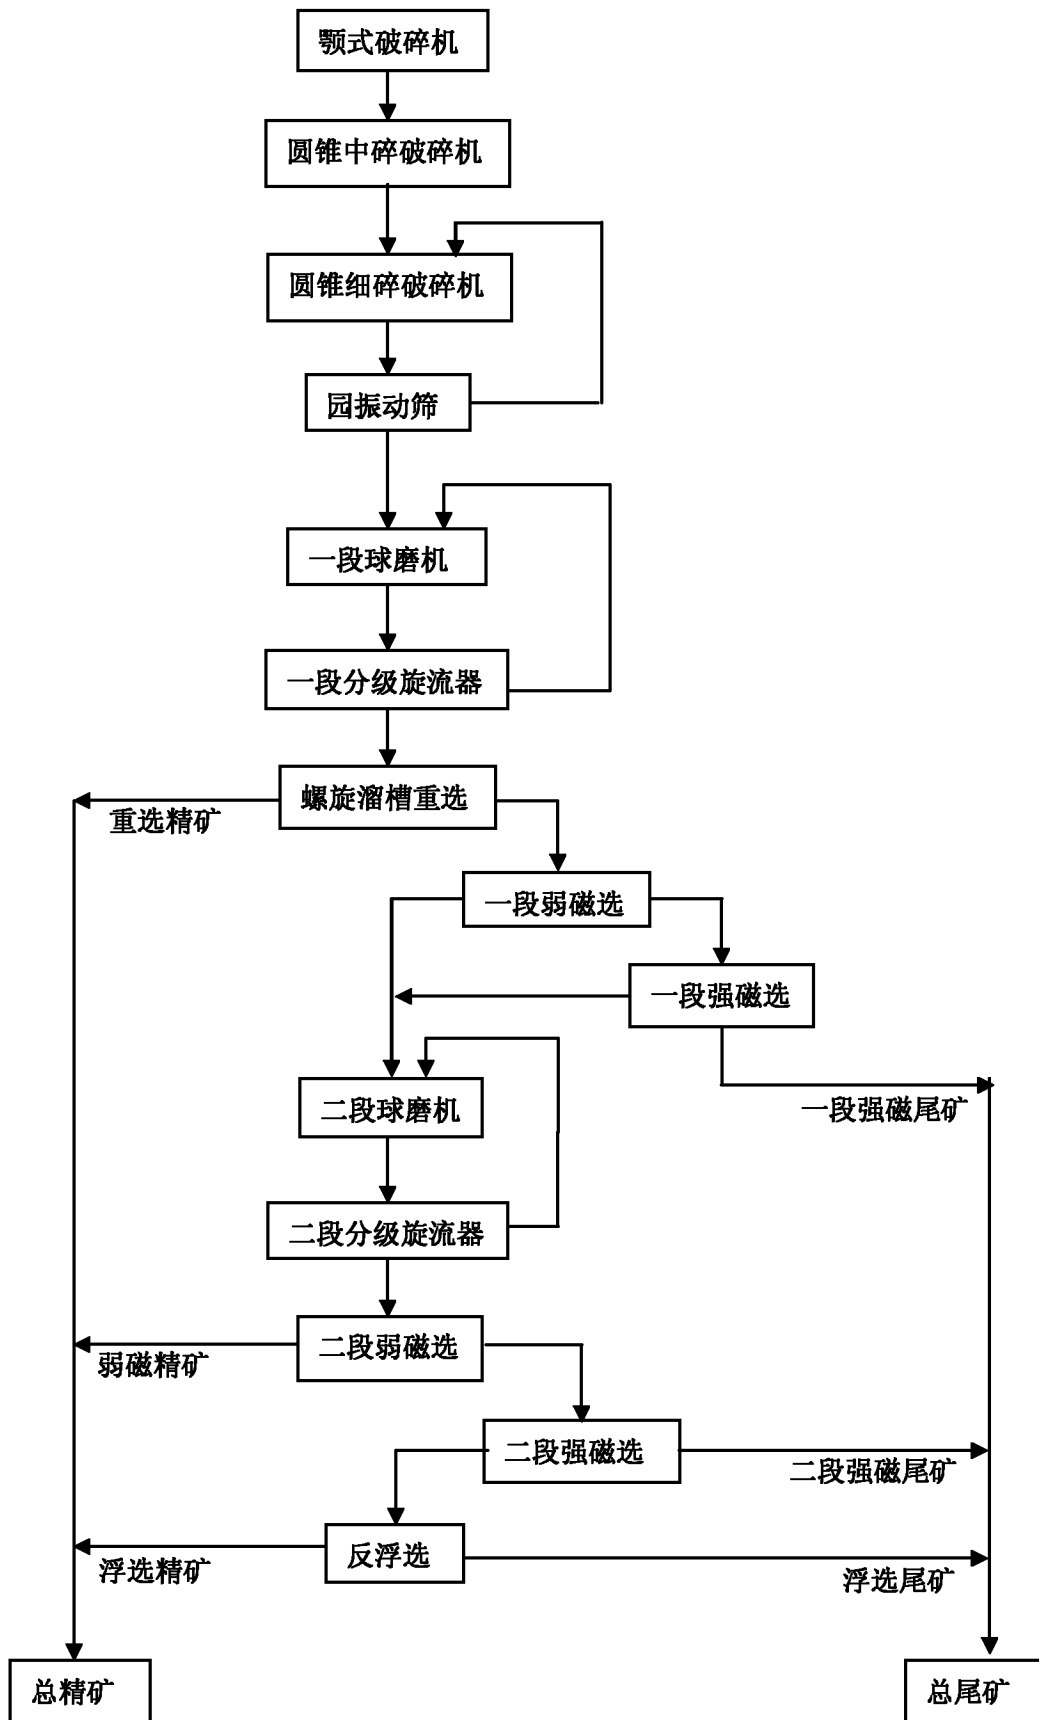 颚式破碎机
圆锥中碎破碎机
圆锥细碎破碎机
园振动筛
一段球磨机
一段分级旋流器
螺旋溜槽重选
重选精矿
一段弱磁选
一段强磁选
二段球磨机
一段强磁尾矿
二段分级旋流器
二段弱磁选
弱磁精矿
二段强磁选
二段强磁尾矿
反浮选
浮选精矿
浮选尾矿
总精矿
总尾矿